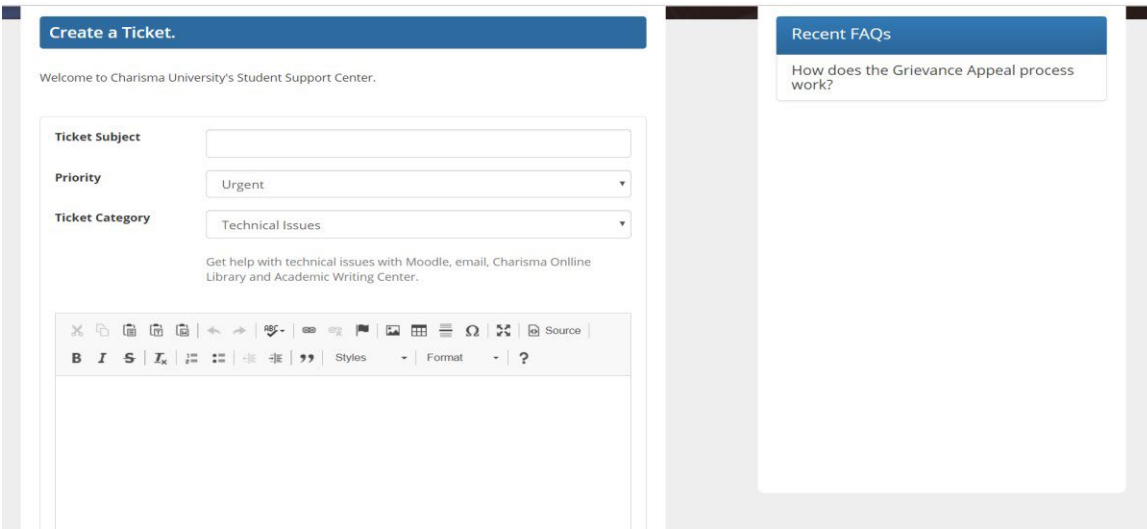 Create a Ticket.
Welcome to Charisma University's Student Support Center.
Ticket Subject
Priority
Urgent
Ticket Category
Technical Issues
Get help with technical issues with Moodle, email, Charisma Onlline
Library and Academic Writing Center.
ABC
Ω
Source
B I S Tx
Styles
Format
?
Recent FAQs
How does the Grievance Appeal process
work?